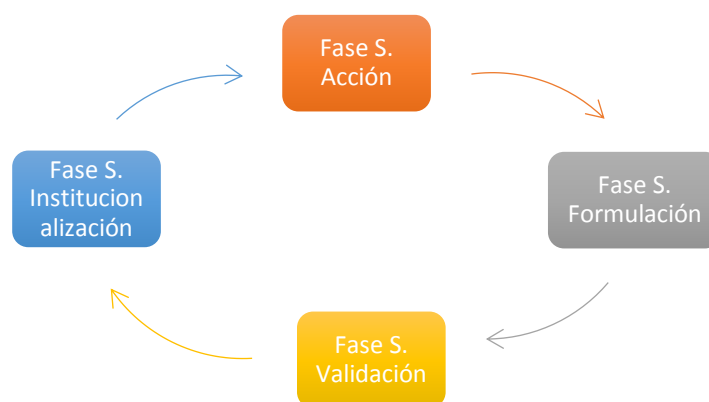 Fase S.
Acción
Fase S.
Formulación
Fase S.
Validación
Fase S.
Institucion
alización